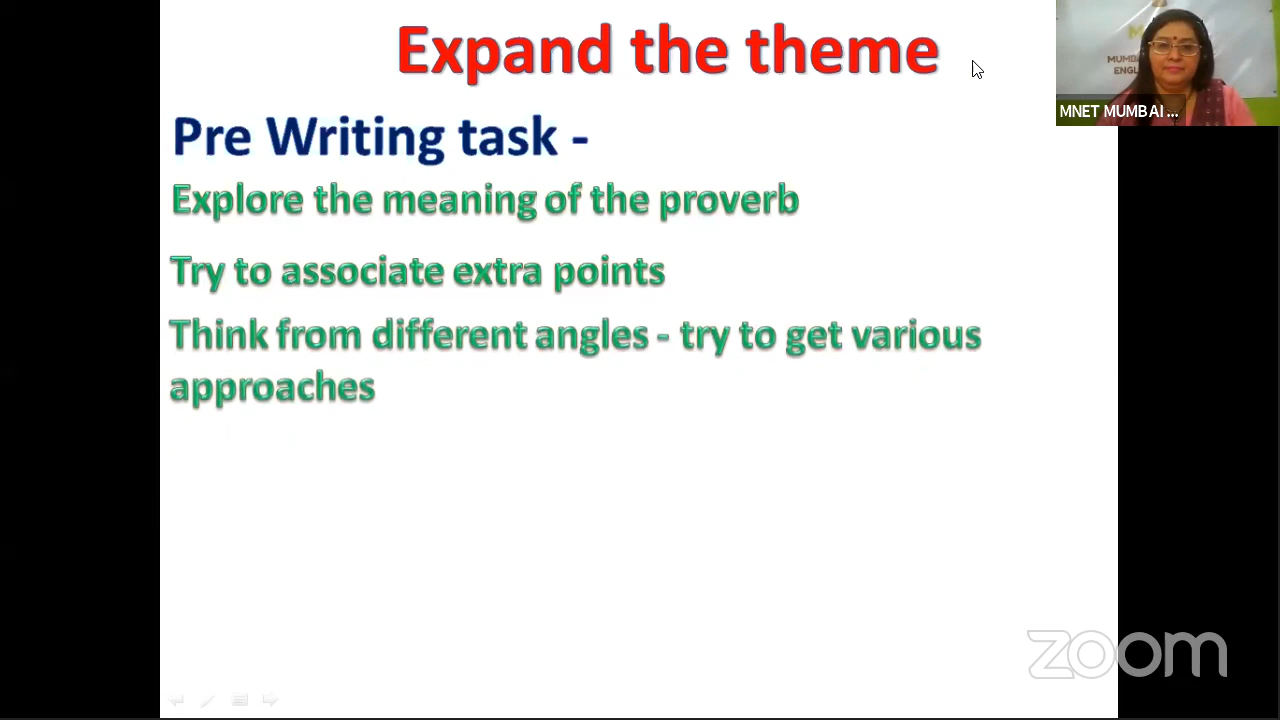 Expand the theme
Pre Writing task -
Explore the meaning of the proverb
Try to associate extra points
Think from different angles - try to get various
approaches
MNET MUMBAI ...
zoom